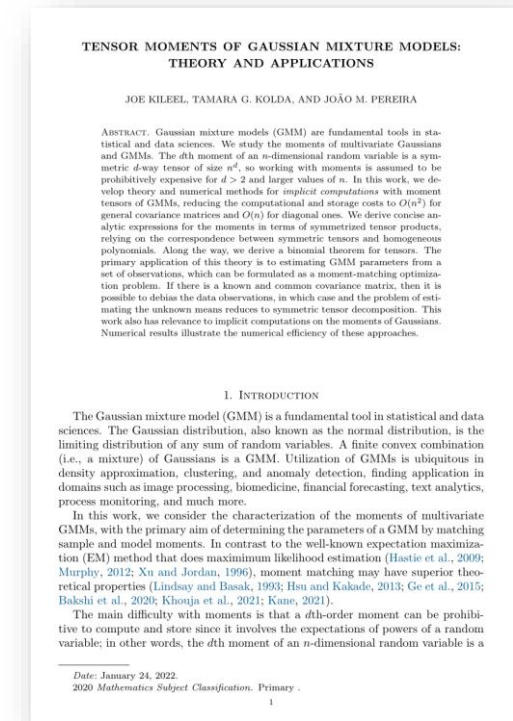 TENSOR MOMENTS OF GAUSSIAN MIXTURE MODELS:
THEORY AND APPLICATIONS
JOE KILEEL, TAMARA G. KOLDA, AND JOÃO M. PEREIRA
ABSTRACT. Gaussian mixture models (GMM) are fundamental tools in sta-
tistical and data sciences. We study the moments of multivariate Gaussians
and GMMs. The dth moment of an n-dimensional random variable is a sym-
metric d-way tensor of size n^d, so working with moments is assumed to be
prohibitively expensive for d > 2 and larger values of n. In this work, we de-
velop theory and numerical methods for implicit computations with moment
tensors of GMMs, reducing the computational and storage costs to O(n²) for
general covariance matrices and O(n) for diagonal ones. We derive concise an-
alytic expressions for the moments in terms of symmetrized tensor products,
relying on the correspondence between symmetric tensors and homogeneous
polynomials. Along the way, we derive a binomial theorem for tensors. The
primary application of this theory is to estimating GMM parameters from a
set of observations, which can be formulated as a moment-matching optimiza-
tion problem. If there is a known and common covariance matrix, then it is
possible to debias the data observations, in which case and the problem of esti-
mating the unknown means reduces to symmetric tensor decomposition. This
work also has relevance to implicit computations on the moments of Gaussians.
Numerical results illustrate the numerical efficiency of these approaches.
1. INTRODUCTION
The Gaussian mixture model (GMM) is a fundamental tool in statistical and data
sciences. The Gaussian distribution, also known as the normal distribution, is the
limiting distribution of any sum of random variables. A finite convex combination
(i.e., a mixture) of Gaussians is a GMM. Utilization of GMMs is ubiquitous in
density approximation, clustering, and anomaly detection, finding application in
domains such as image processing, biomedicine, financial forecasting, text analytics,
process monitoring, and much more.
In this work, we consider the characterization of the moments of multivariate
GMMs, with the primary aim of determining the parameters of a GMM by matching
sample and model moments. In contrast to the well-known expectation maximiza-
tion (EM) method that does maximimum likelihood estimation (Hastie et al., 2009;
Murphy, 2012; Xu and Jordan, 1996), moment matching may have superior theo-
retical properties (Lindsay and Basak, 1993; Hsu and Kakade, 2013; Ge et al., 2015;
Bakshi et al., 2020; Khouja et al., 2021; Kane, 2021).
The main difficulty with moments is that a dth-order moment can be prohibi-
tive to compute and store since it involves the expectations of powers of a random
variable; in other words, the dth moment of an n-dimensional random variable is a
Date: January 24, 2022.
2020 Mathematics Subject Classification. Primary .
1